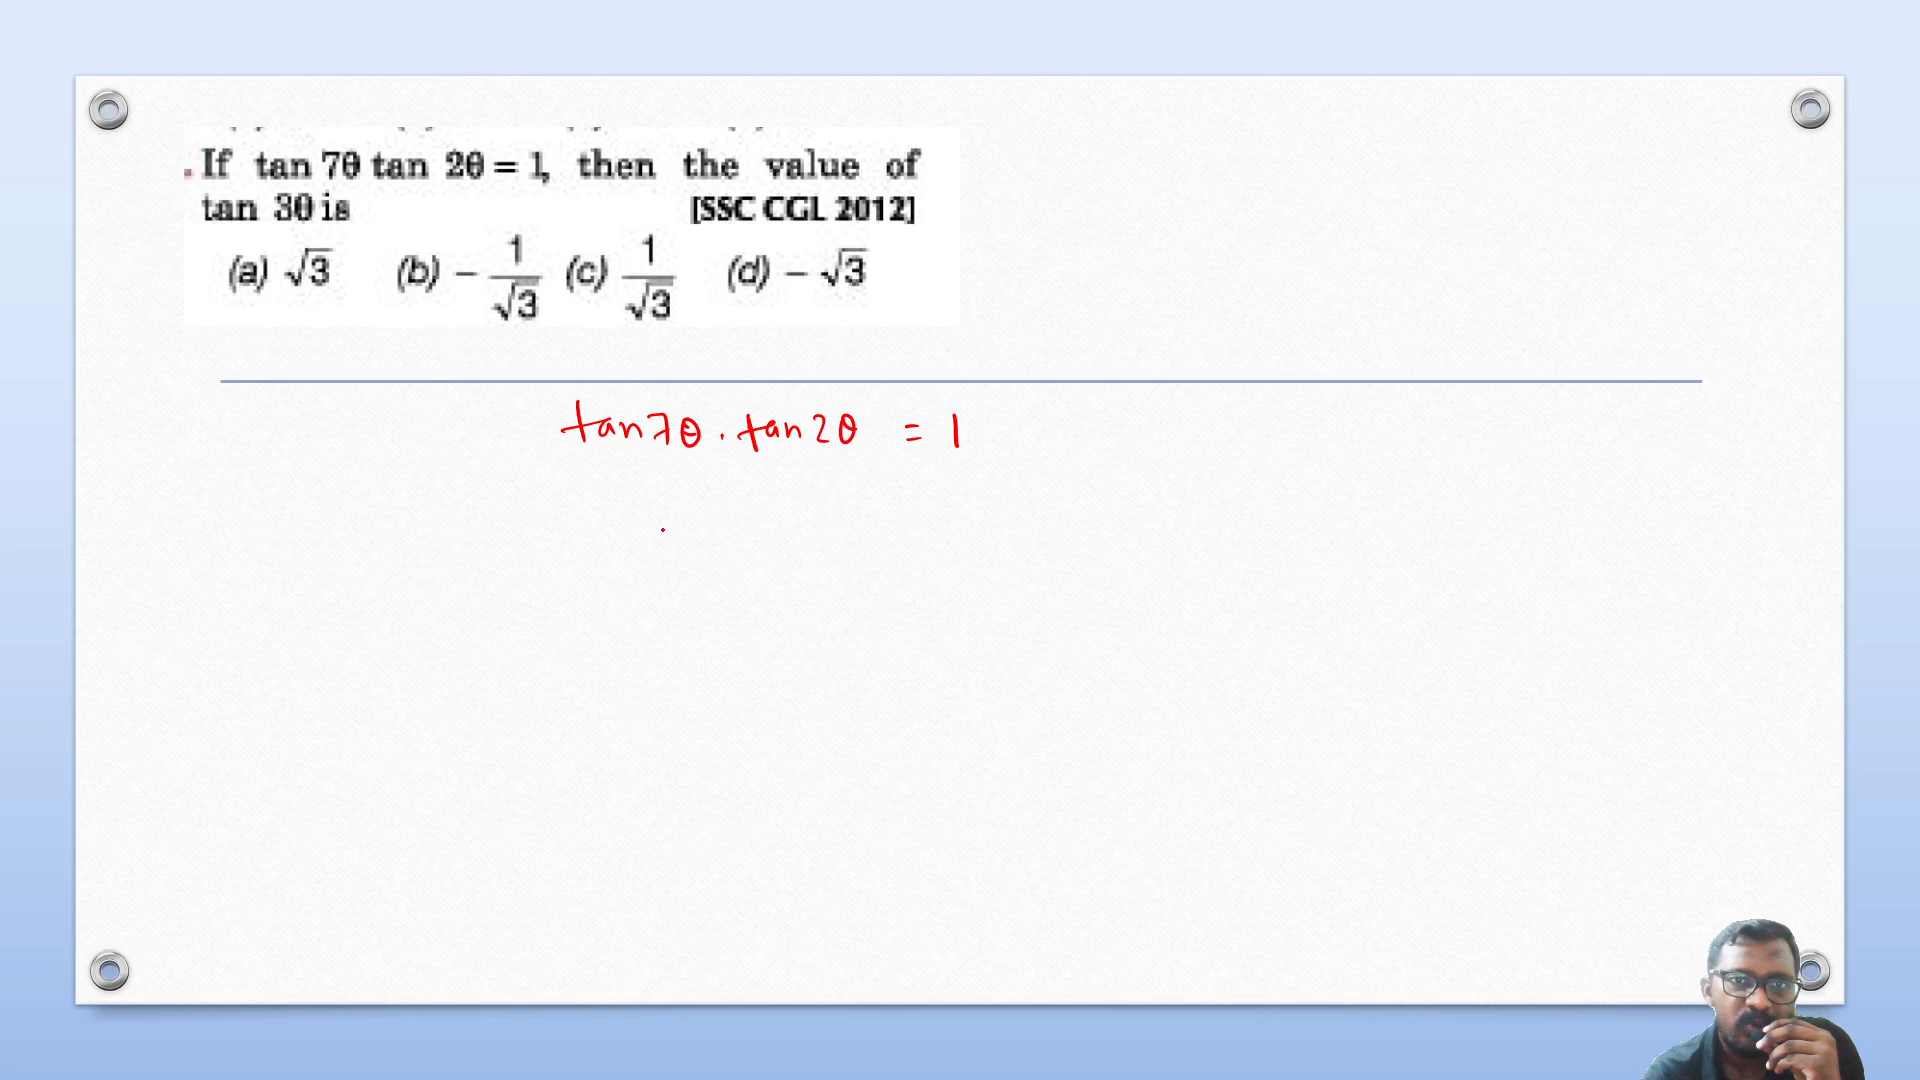 If tan 7θ tan 2θ = 1, then the value of
tan 3θ is [SSC CGL 2012]
(a) √3 (b) – 1/√3 (c) 1/√3 (d) – √3
tan7θ . tan2θ = 1